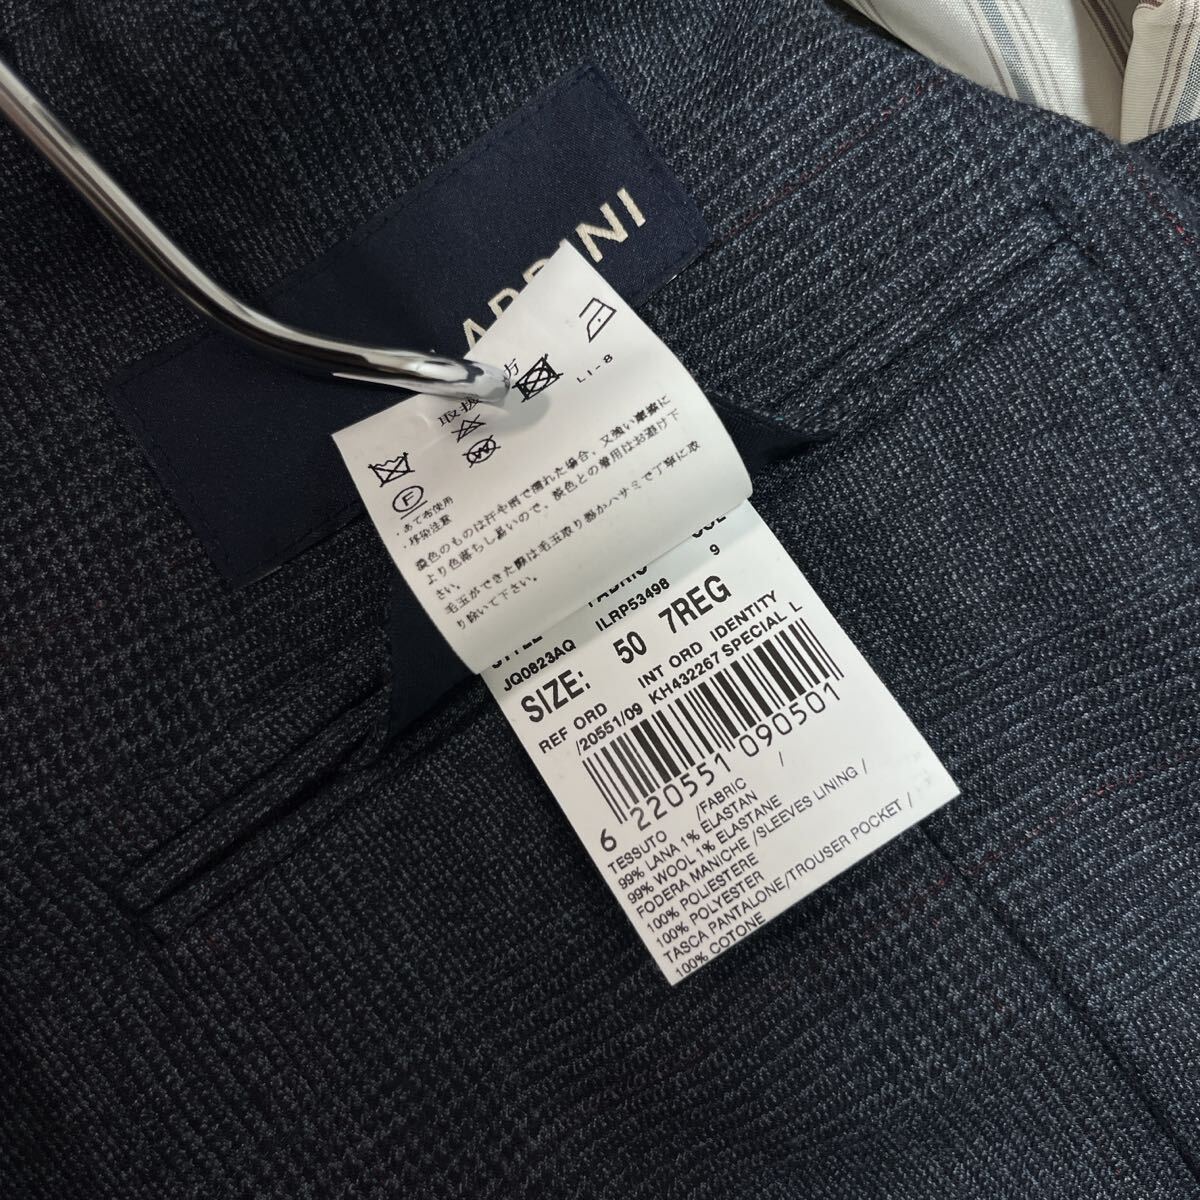 取扱
方
LI-8
・あて布使用
・移染注意
濃色のものは汗や雨で濡れた場合、又強い摩擦に
より色落ちし易いので、淡色との着用はお避け下
さい。
毛玉ができた際は毛玉取り器かハサミで丁寧に取
り除いて下さい。
FABRIC
9
JQ0823AQ ILRP53498
SIZE: 50 7REG
REF ORD INT ORD IDENTITY
/20551/09 KH432267 SPECIAL L
6 220551 090501
TESSUTO /FABRIC /
99% LANA 1% ELASTAN
99% WOOL 1% ELASTANE
FODERA MANICHE /SLEEVES LINING /
100% POLIESTERE
100% POLYESTER
TASCA PANTALONE/TROUSER POCKET /
100% COTONE